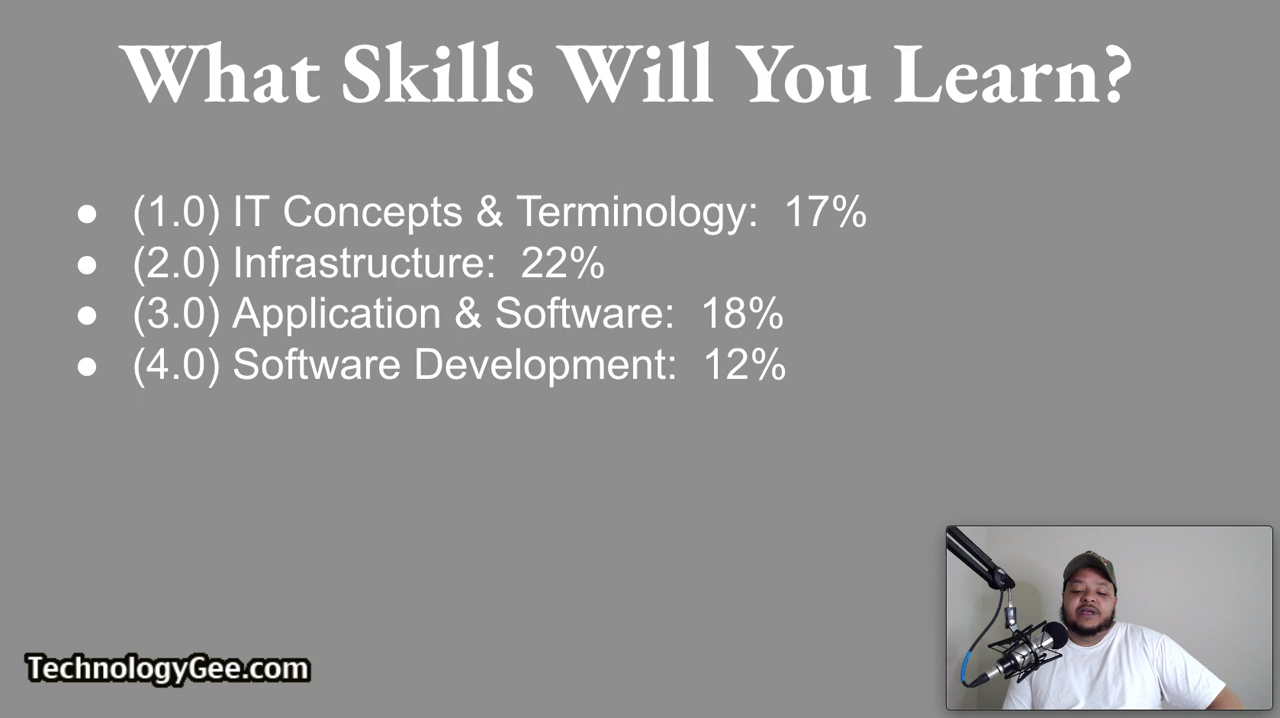 What Skills Will You Learn?
● (1.0) IT Concepts & Terminology: 17%
● (2.0) Infrastructure: 22%
● (3.0) Application & Software: 18%
● (4.0) Software Development: 12%
TechnologyGee.com